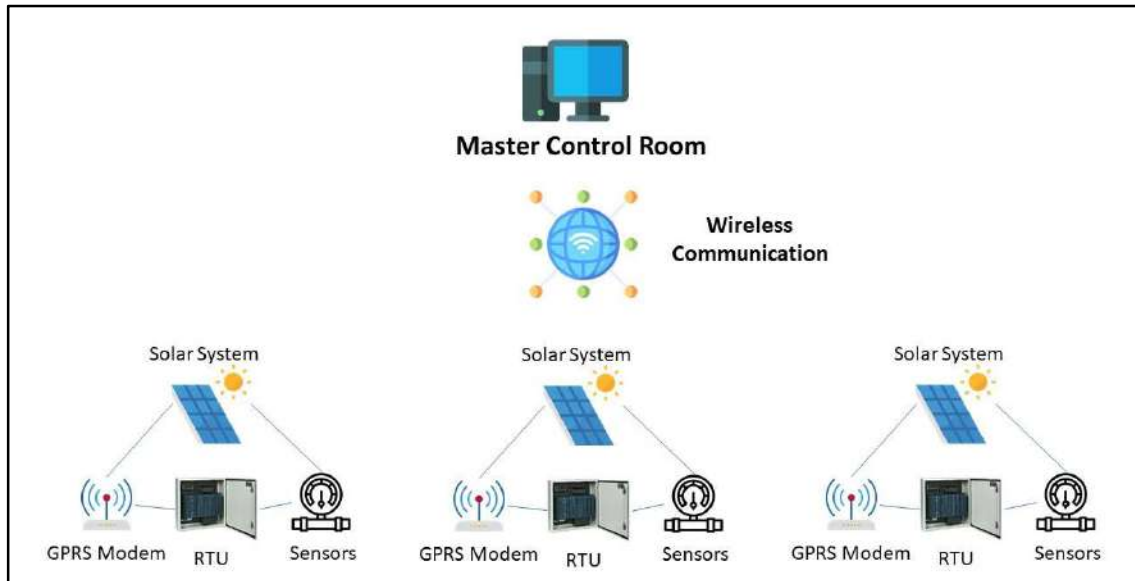 Master Control Room
Wireless
Communication
Solar System
Solar System
Solar System
GPRS Modem
RTU
Sensors
GPRS Modem
RTU
Sensors
GPRS Modem
RTU
Sensors